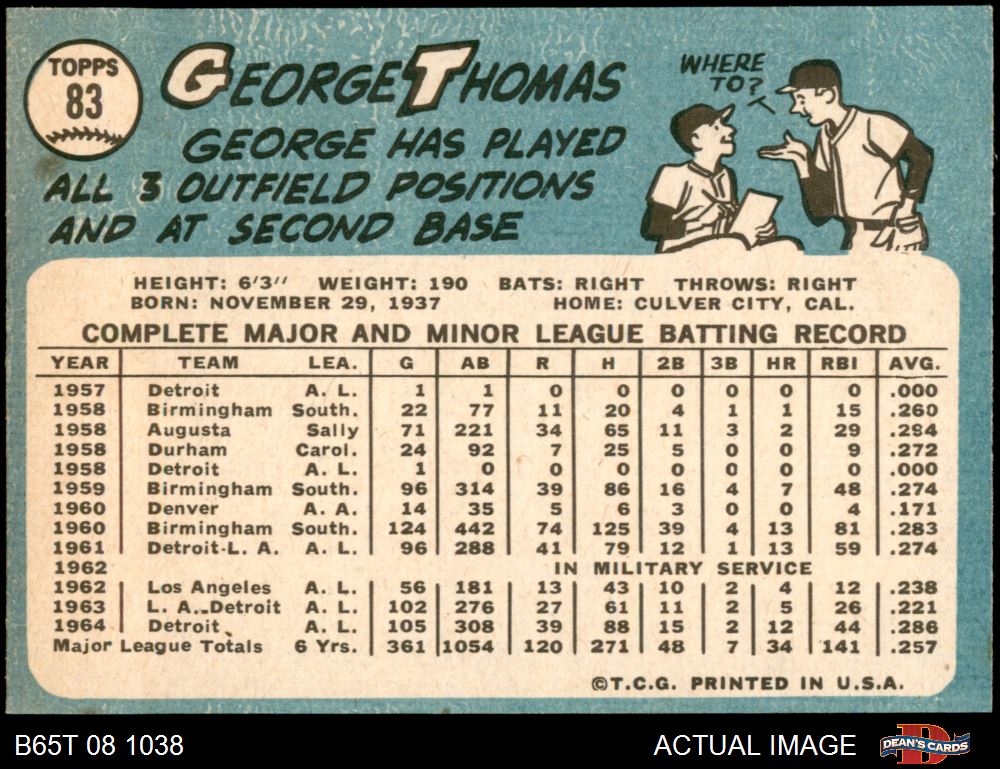 TOPPS
83
GEORGE THOMAS
GEORGE HAS PLAYED
ALL 3 OUTFIELD POSITIONS
AND AT SECOND BASE
WHERE
TO?
HEIGHT: 6'3" WEIGHT: 190 BATS: RIGHT THROWS: RIGHT
BORN: NOVEMBER 29, 1937 HOME: CULVER CITY, CAL.
COMPLETE MAJOR AND MINOR LEAGUE BATTING RECORD
YEAR TEAM LEA. G AB R H 2B 3B HR RBI AVG.
1957 Detroit A. L. 1 1 0 0 0 0 0 0 .000
1958 Birmingham South. 22 77 11 20 4 1 1 15 .260
1958 Augusta Sally 71 221 34 65 11 3 2 29 .294
1958 Durham Carol. 24 92 7 25 5 0 0 9 .272
1958 Detroit A. L. 1 0 0 0 0 0 0 0 .000
1959 Birmingham South. 96 314 39 86 16 4 7 48 .274
1960 Denver A. A. 14 35 5 6 3 0 0 4 .171
1960 Birmingham South. 124 442 74 125 39 4 13 81 .283
1961 Detroit-L. A. A. L. 96 288 41 79 12 1 13 59 .274
1962 IN MILITARY SERVICE
1962 Los Angeles A. L. 56 181 13 43 10 2 4 12 .238
1963 L. A.-Detroit A. L. 102 276 27 61 11 2 5 26 .221
1964 Detroit A. L. 105 308 39 88 15 2 12 44 .286
Major League Totals 6 Yrs. 361 1054 120 271 48 7 34 141 .257
©T.C.G. PRINTED IN U.S.A.
B65T 08 1038 ACTUAL IMAGE DEAN'S CARDS